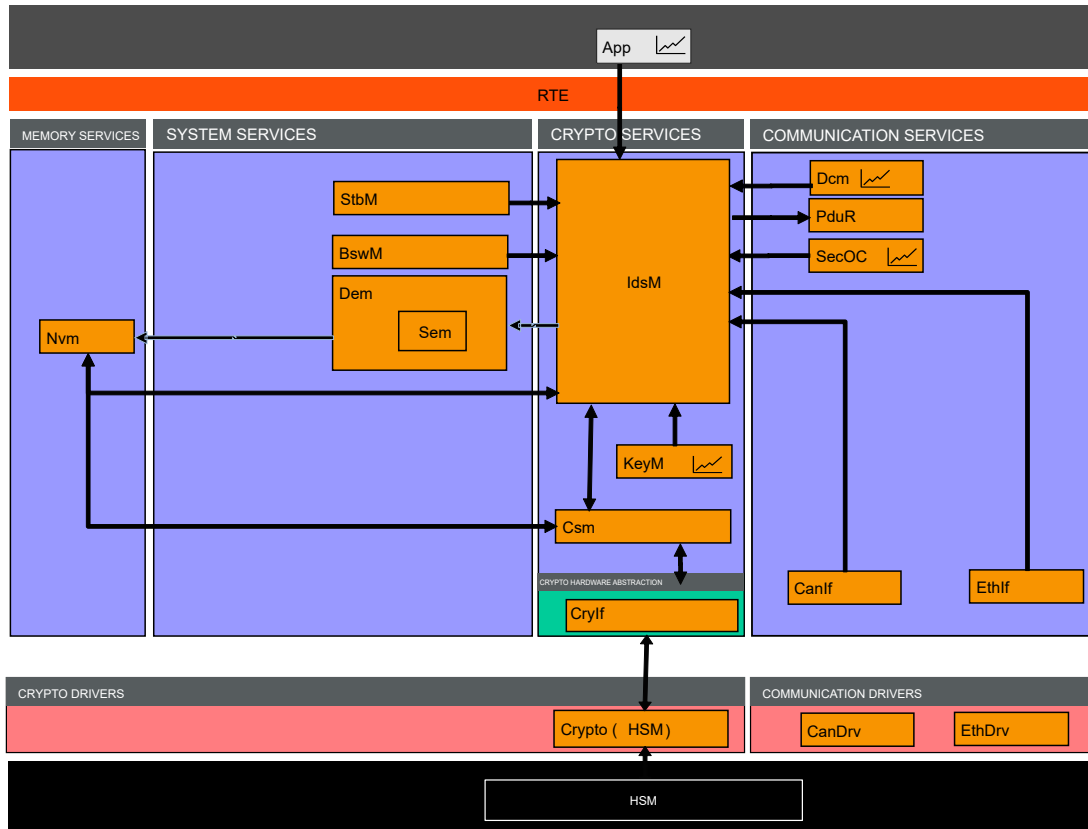 App
RTE
MEMORY SERVICES
SYSTEM SERVICES
CRYPTO SERVICES
COMMUNICATION SERVICES
StbM
BswM
Dem
Sem
Nvm
IdsM
KeyM
Csm
Dcm
PduR
SecOC
CanIf
EthIf
CRYPTO HARDWARE ABSTRACTION
CryIf
CRYPTO DRIVERS
COMMUNICATION DRIVERS
Crypto ( HSM )
CanDrv
EthDrv
HSM